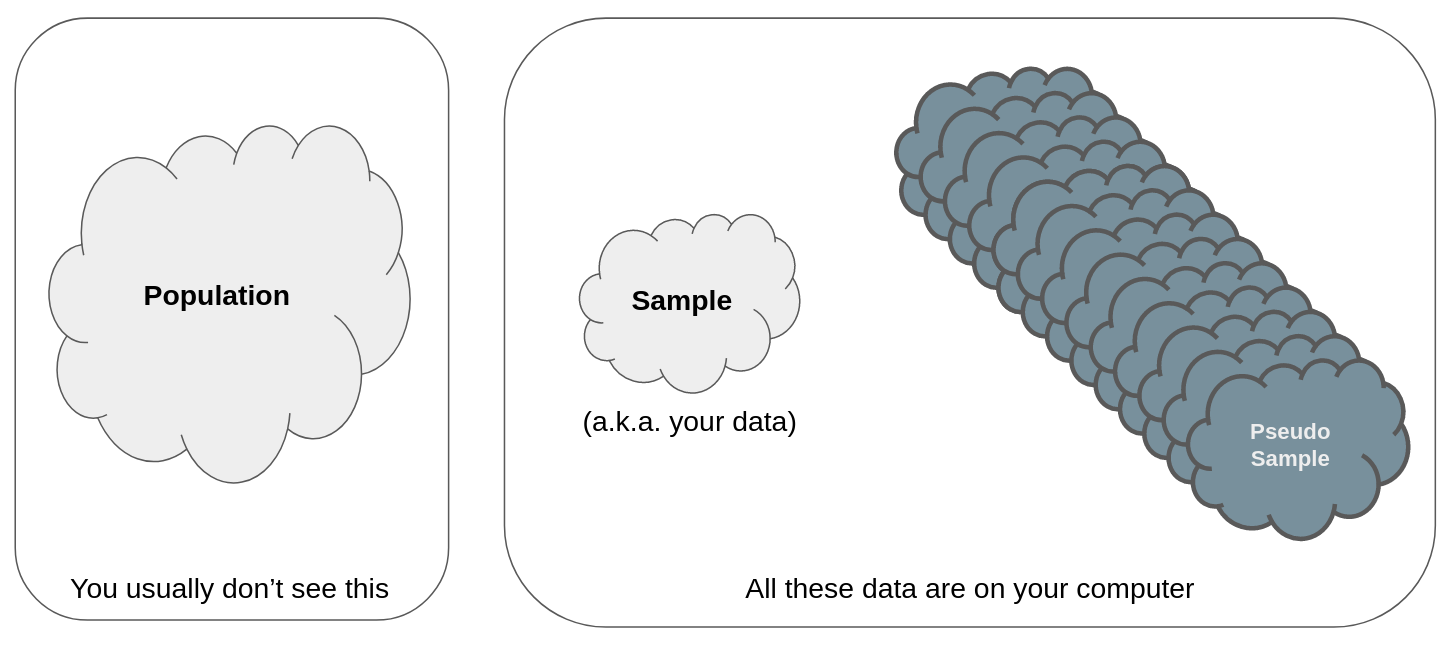 Population
You usually don’t see this
Sample
(a.k.a. your data)
Pseudo
Sample
All these data are on your computer